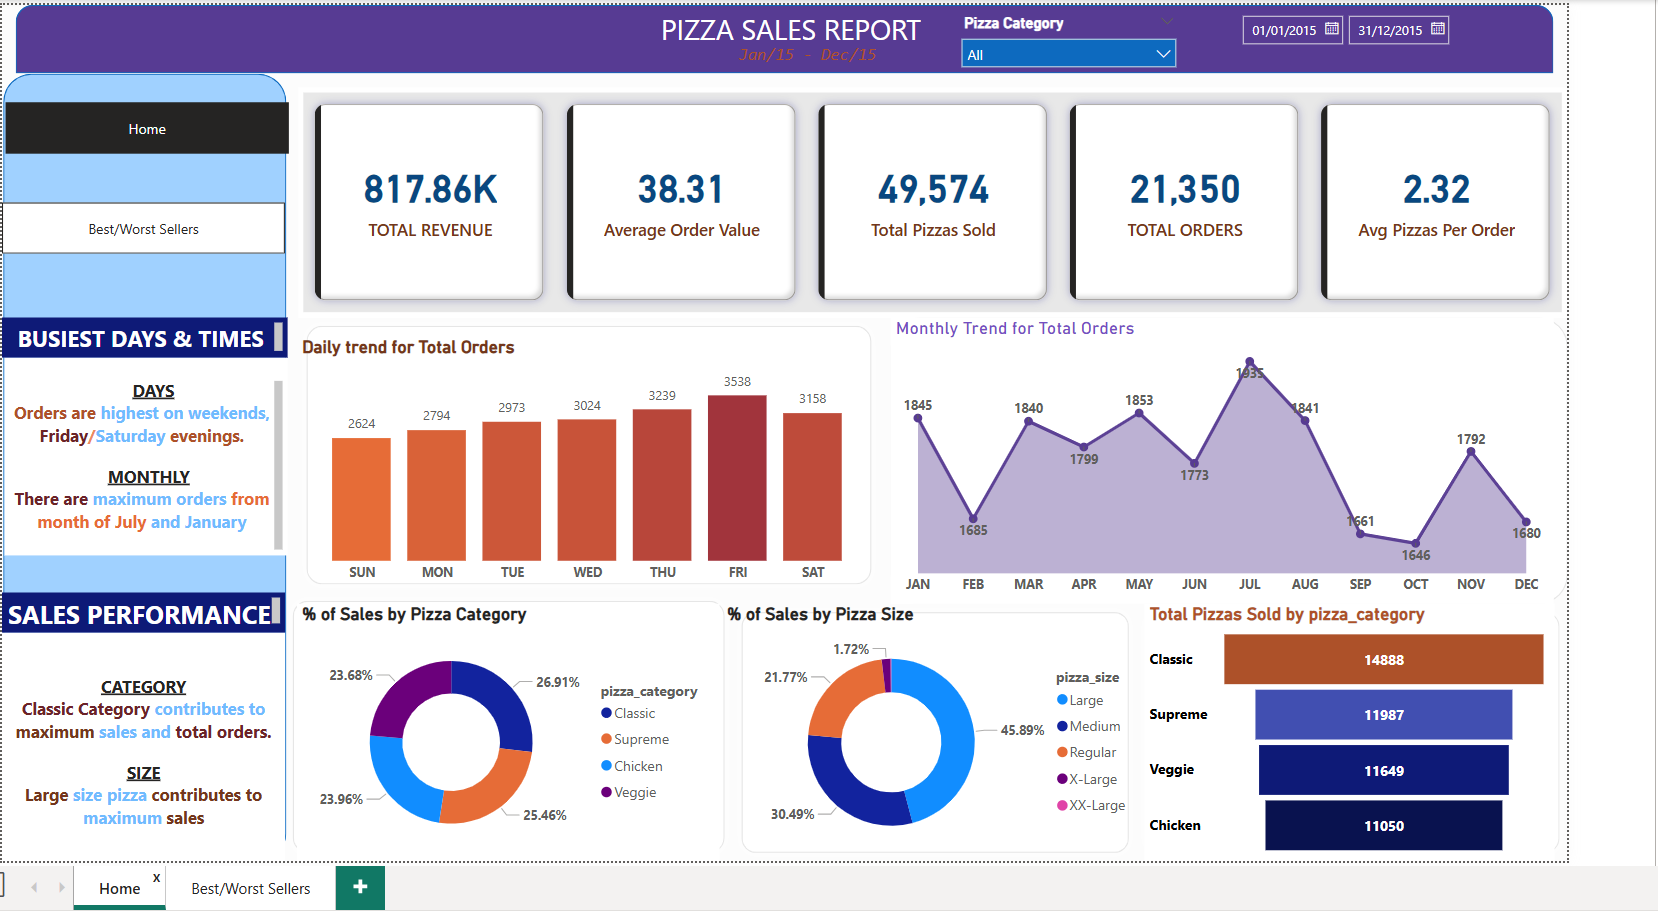 PIZZA SALES REPORT
Jan/15 - Dec/15
Pizza Category
All
01/01/2015
31/12/2015
Home
Best/Worst Sellers
817.86K
TOTAL REVENUE
38.31
Average Order Value
49,574
Total Pizzas Sold
21,350
TOTAL ORDERS
2.32
Avg Pizzas Per Order
BUSIEST DAYS & TIMES
DAYS
Orders are highest on weekends,
Friday/Saturday evenings.
MONTHLY
There are maximum orders from
month of July and January
SALES PERFORMANCE
CATEGORY
Classic Category contributes to
maximum sales and total orders.
SIZE
Large size pizza contributes to
maximum sales
Daily trend for Total Orders
2624
2794
2973
3024
3239
3538
3158
SUN MON TUE WED THU FRI SAT
Monthly Trend for Total Orders
1845
1685
1840
1799
1853
1773
1935
1841
1661
1646
1792
1680
JAN FEB MAR APR MAY JUN JUL AUG SEP OCT NOV DEC
% of Sales by Pizza Category
23.68%
26.91%
23.96%
25.46%
pizza_category
Classic
Supreme
Chicken
Veggie
% of Sales by Pizza Size
1.72%
21.77%
45.89%
30.49%
pizza_size
Large
Medium
Regular
X-Large
XX-Large
Total Pizzas Sold by pizza_category
Classic 14888
Supreme 11987
Veggie 11649
Chicken 11050
Home x
Best/Worst Sellers
+